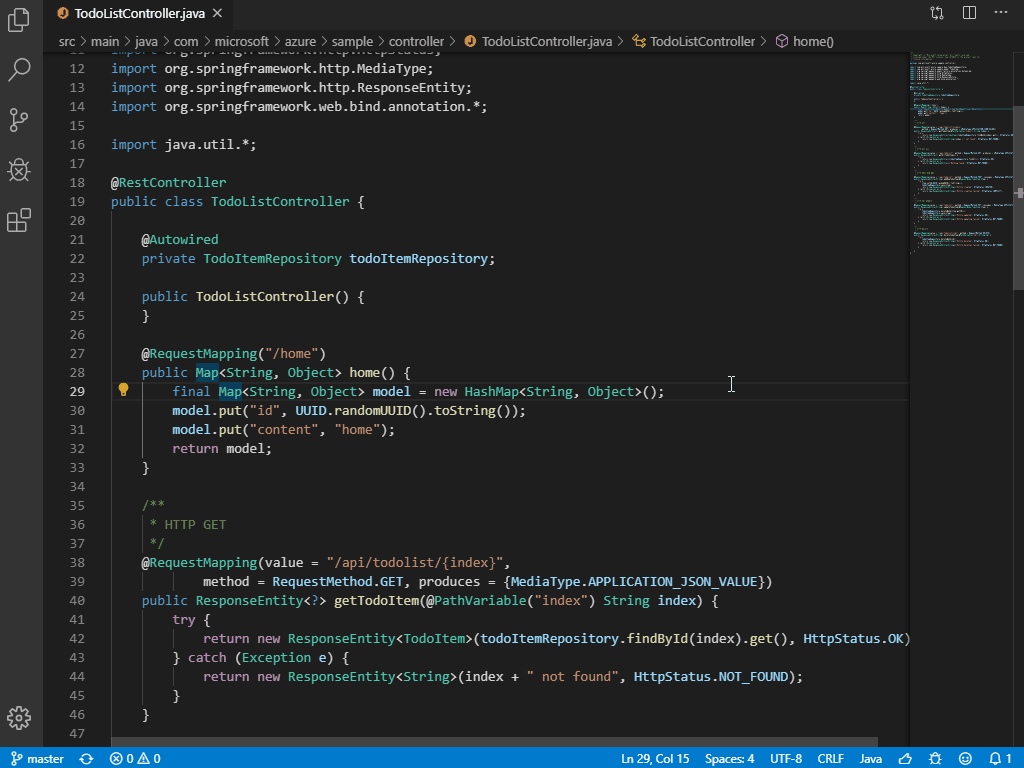 TodoListController.java
src > main > java > com > microsoft > azure > sample > controller > TodoListController.java > TodoListController > home()
12 import org.springframework.http.MediaType;
13 import org.springframework.http.ResponseEntity;
14 import org.springframework.web.bind.annotation.*;
15
16 import java.util.*;
17
18 @RestController
19 public class TodoListController {
20
21     @Autowired
22     private TodoItemRepository todoItemRepository;
23
24     public TodoListController() {
25     }
26
27     @RequestMapping("/home")
28     public Map<String, Object> home() {
29         final Map<String, Object> model = new HashMap<String, Object>();
30         model.put("id", UUID.randomUUID().toString());
31         model.put("content", "home");
32         return model;
33     }
34
35     /**
36      * HTTP GET
37      */
38     @RequestMapping(value = "/api/todolist/{index}",
39             method = RequestMethod.GET, produces = {MediaType.APPLICATION_JSON_VALUE})
40     public ResponseEntity<?> getTodoItem(@PathVariable("index") String index) {
41         try {
42             return new ResponseEntity<TodoItem>(todoItemRepository.findById(index).get(), HttpStatus.OK)
43         } catch (Exception e) {
44             return new ResponseEntity<String>(index + " not found", HttpStatus.NOT_FOUND);
45         }
46     }
47
master 0 0 Ln 29, Col 15 Spaces: 4 UTF-8 CRLF Java 1